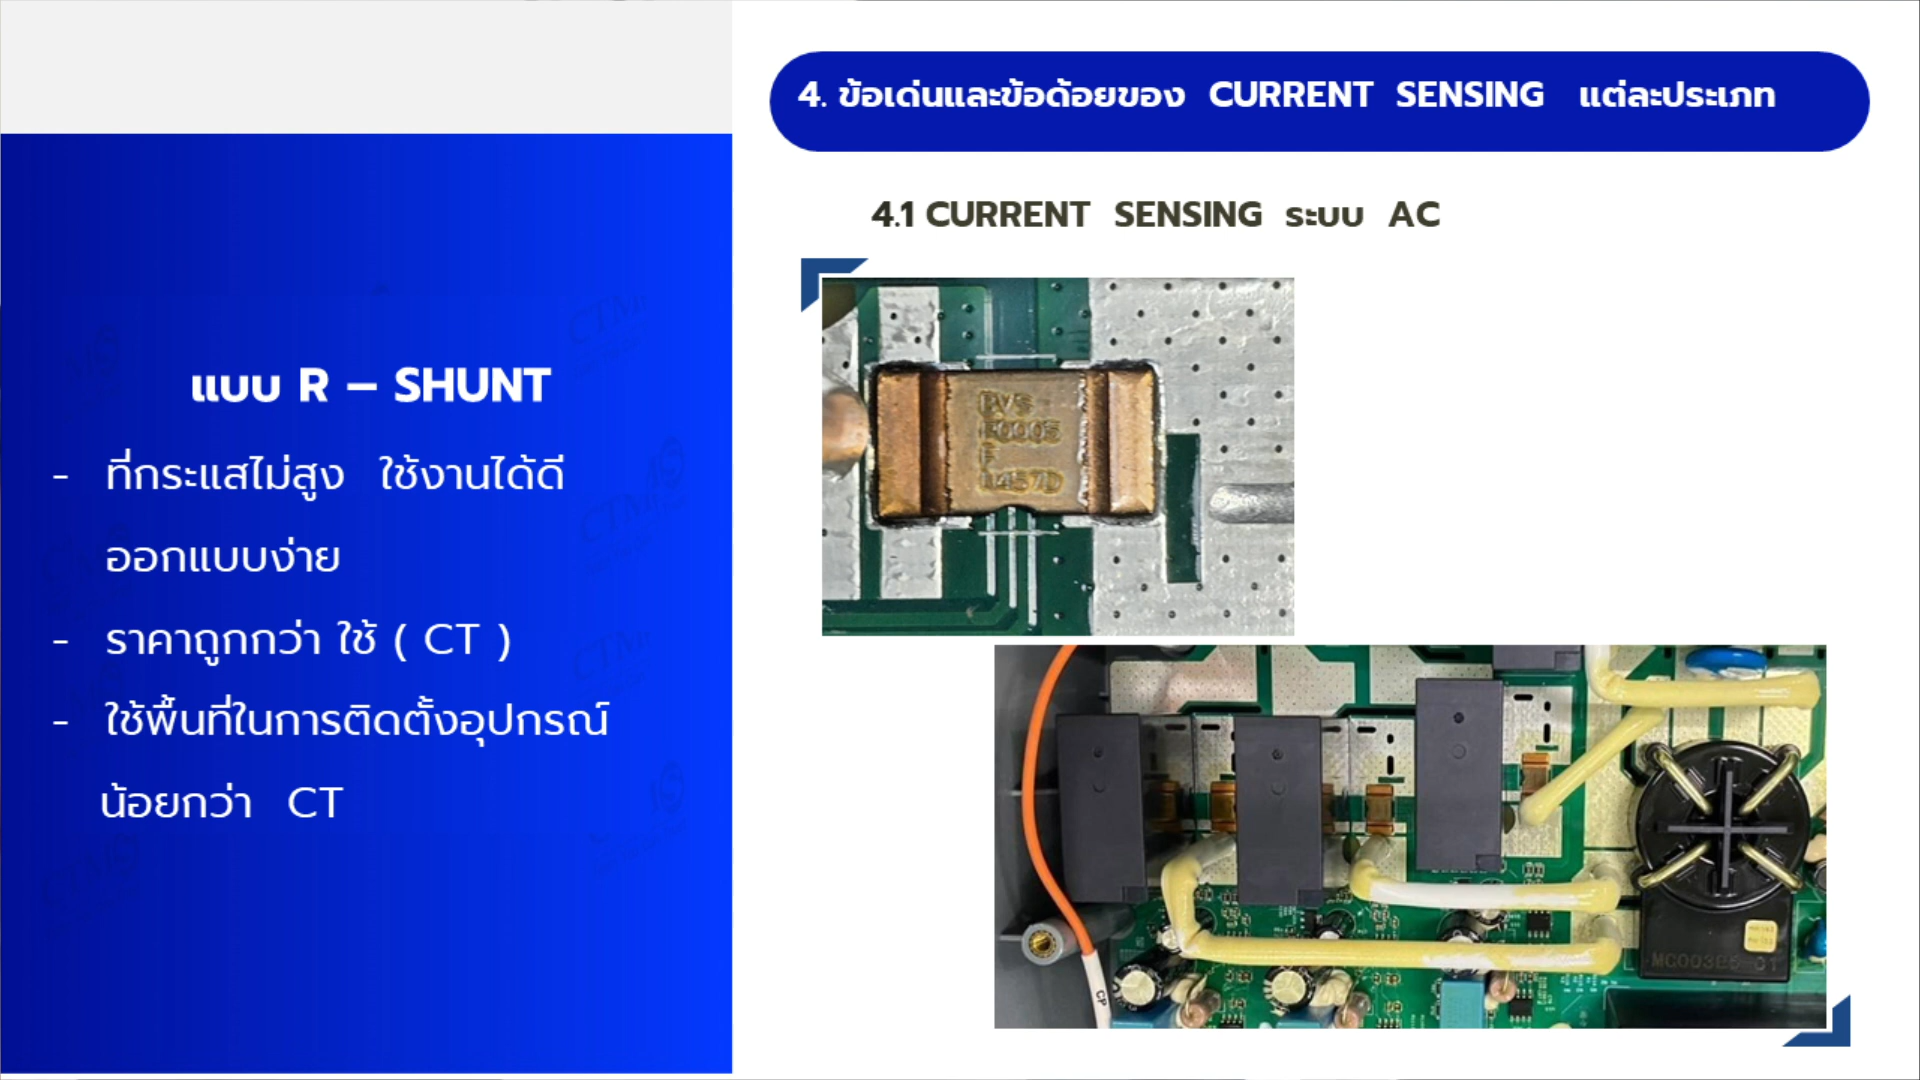 4. ข้อเด่นและข้อด้อยของ CURRENT SENSING แต่ละประเภท
4.1 CURRENT SENSING ระบบ AC
แบบ R – SHUNT
- ที่กระแสไม่สูง ใช้งานได้ดี
ออกแบบง่าย
- ราคาถูกกว่า ใช้ ( CT )
- ใช้พื้นที่ในการติดตั้งอุปกรณ์
น้อยกว่า CT
BVS
F
CP